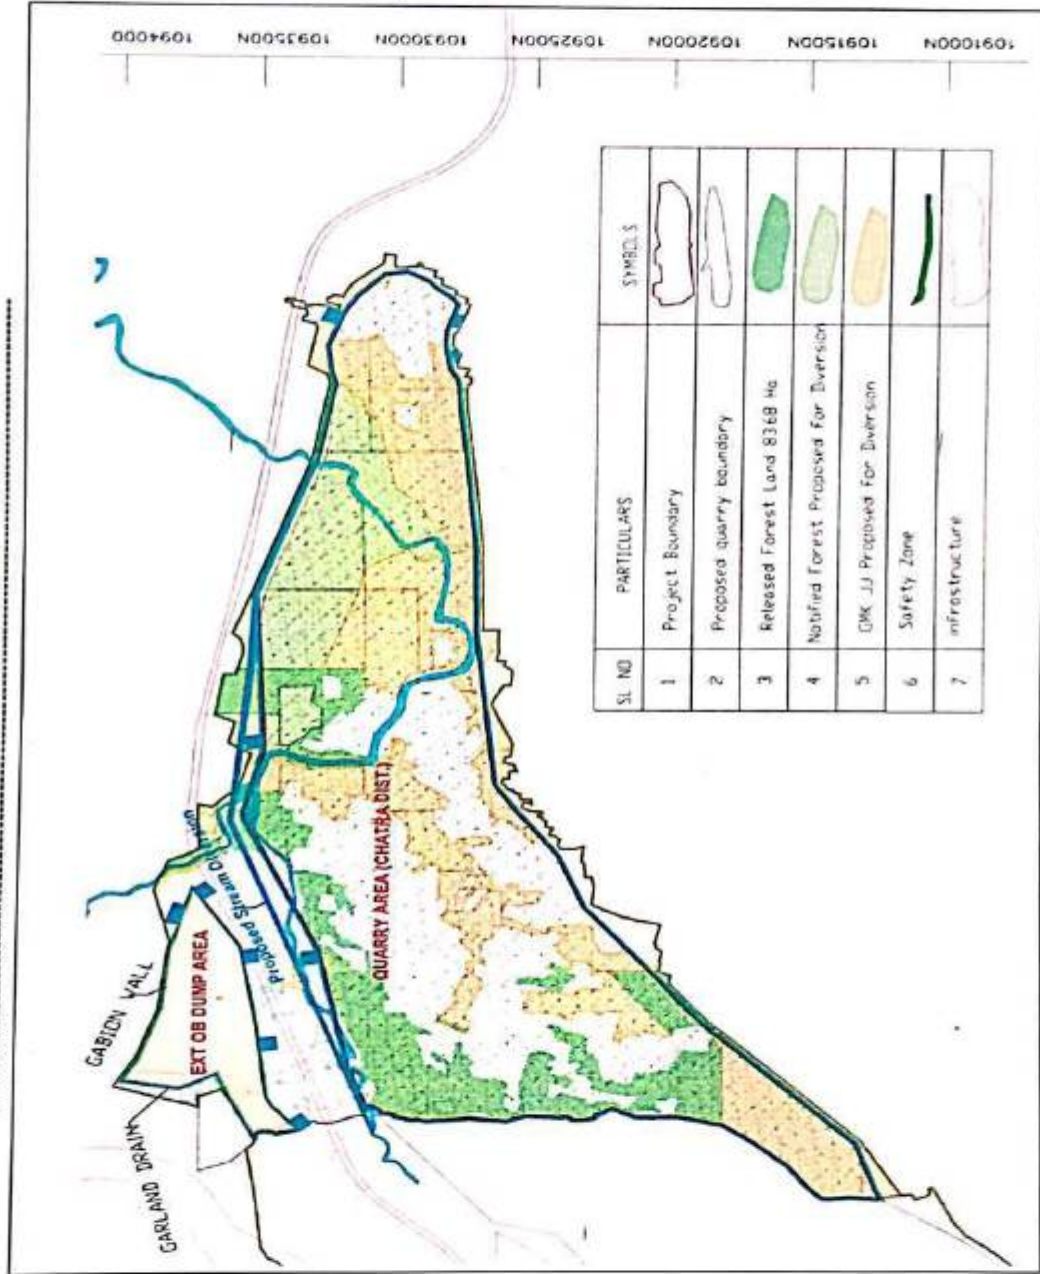 1094000
1093500N
1093000N
1092500N
1092000N
1091500N
1091000N
GABION WALL
GARLAND DRAIN
EXT OB DUMP AREA
Proposed Stream Diversion
QUARRY AREA (CHATRA DIST.)
SL NO PARTICULARS SYMBOLS
1 Project Boundary
2 Proposed quarry boundary
3 Released Forest Land 8368 Ha
4 Notified Forest Proposed for Diversion
5 GMK JJ Proposed for Diversion
6 Safety Zone
7 infrastructure